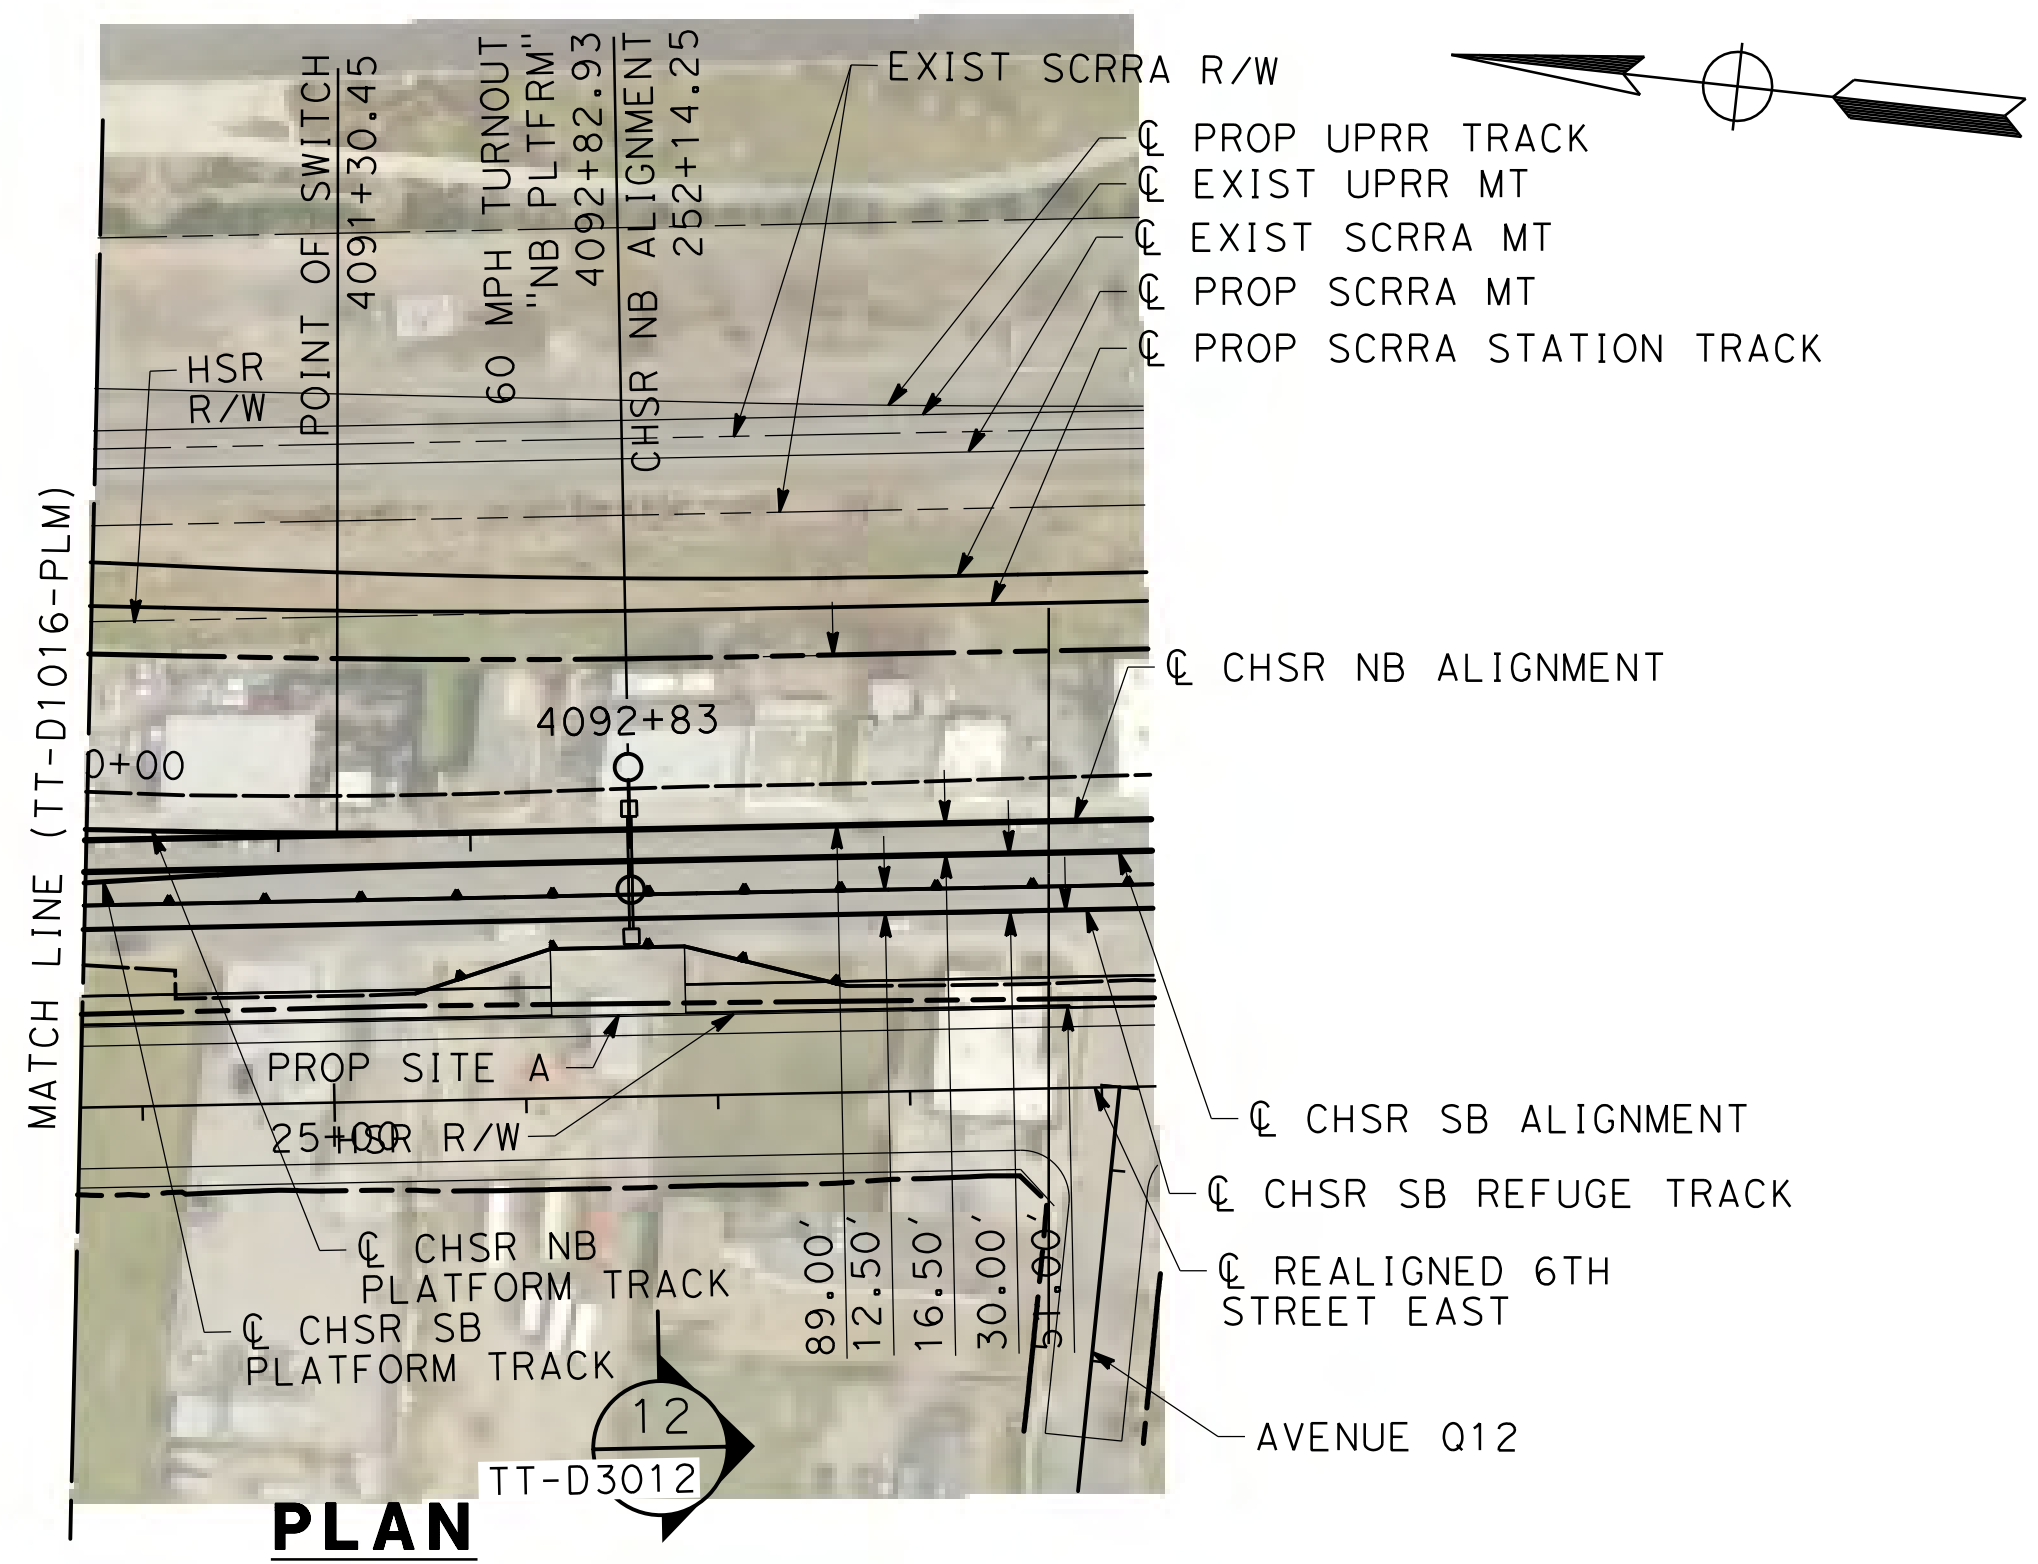 POINT OF SWITCH
4091+30.45
60 MPH TURNOUT
"NB PLTFRM"
4092+82.93
CHSR NB ALIGNMENT
252+14.25
EXIST SCRRA R/W
℄ PROP UPRR TRACK
℄ EXIST UPRR MT
℄ EXIST SCRRA MT
℄ PROP SCRRA MT
℄ PROP SCRRA STATION TRACK
HSR
R/W
MATCH LINE (TT-D1016-PLM)
℄ CHSR NB ALIGNMENT
4092+83
0+00
PROP SITE A
25+00
HSR R/W
℄ CHSR SB ALIGNMENT
℄ CHSR SB REFUGE TRACK
℄ REALIGNED 6TH
STREET EAST
℄ CHSR NB
PLATFORM TRACK
℄ CHSR SB
PLATFORM TRACK
89.00'
12.50'
16.50'
30.00'
51.00'
AVENUE Q12
12
TT-D3012
PLAN